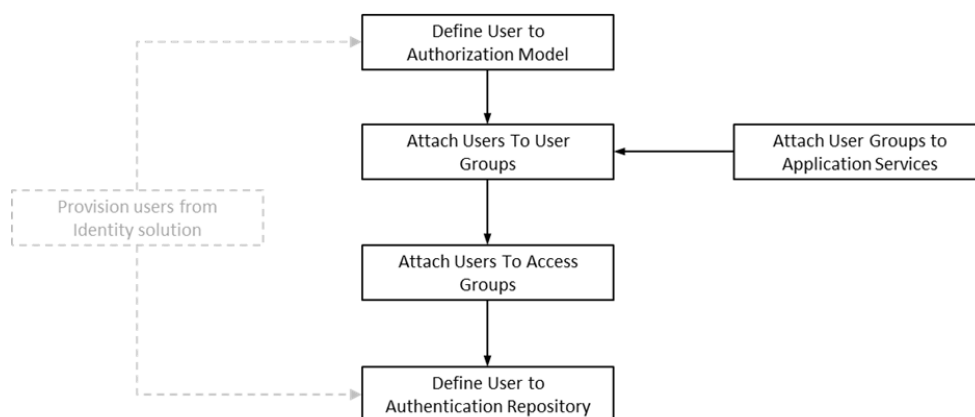 Define User to
Authorization Model
Attach Users To User
Groups
Attach User Groups to
Application Services
Provision users from
Identity solution
Attach Users To Access
Groups
Define User to
Authentication Repository